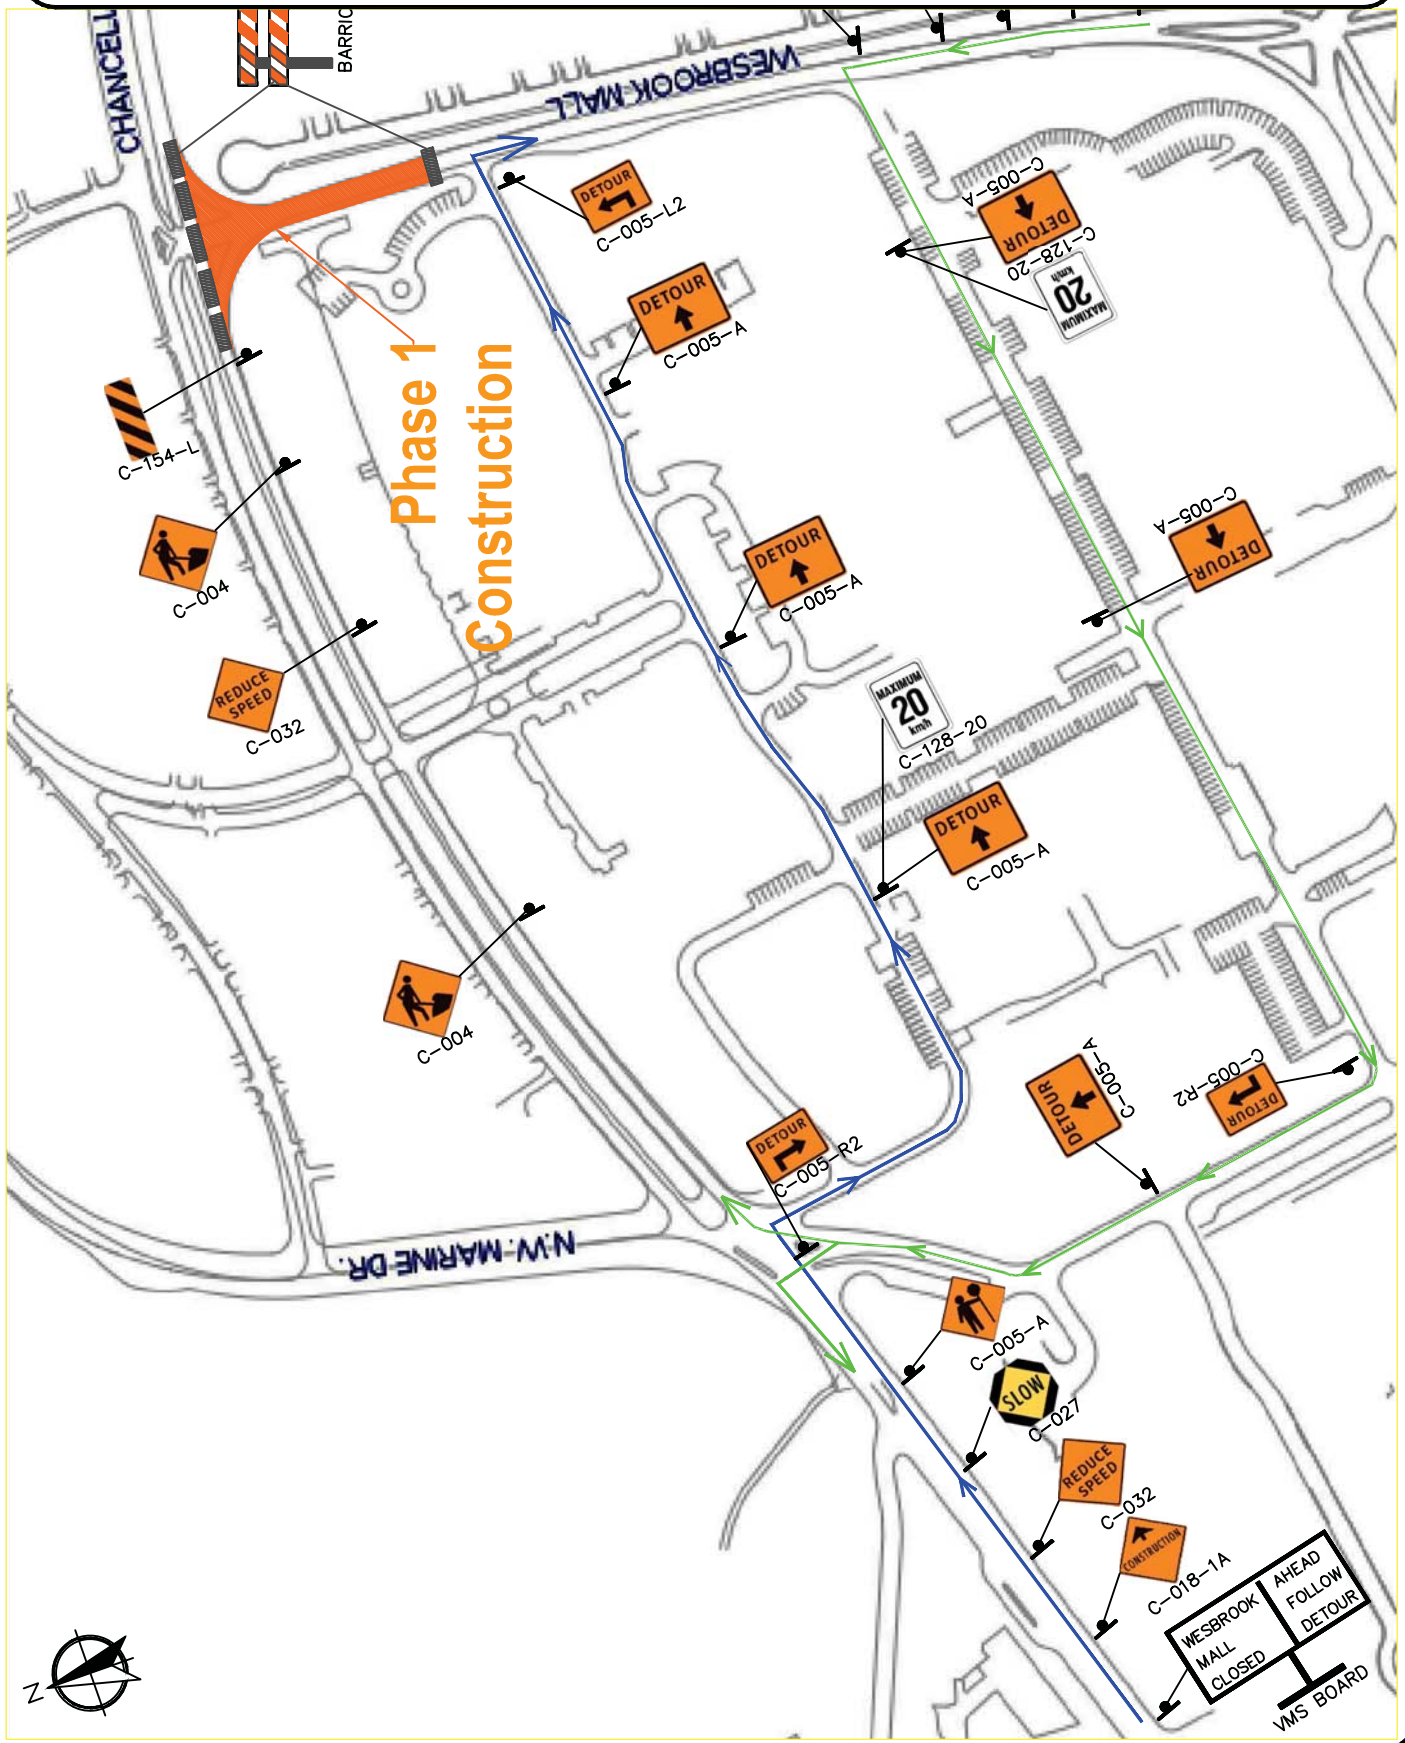 CHANCELL
BARRIC
WESBROOK MALL
DETOUR
C-005-L2
C-005-A
DETOUR
C-128-20
MAXIMUM
20
km/h
DETOUR
C-005-A
Phase 1
Construction
C-154-L
C-004
REDUCE
SPEED
C-032
DETOUR
C-005-A
C-005-A
DETOUR
MAXIMUM
20
km/h
C-128-20
DETOUR
C-005-A
C-004
DETOUR
C-005-A
C-005-R2
DETOUR
DETOUR
C-005-R2
N.W. MARINE DR.
C-005-A
SLOW
C-027
REDUCE
SPEED
C-032
CONSTRUCTION
C-018-1A
WESBROOK
MALL
CLOSED
AHEAD
FOLLOW
DETOUR
VMS BOARD
N